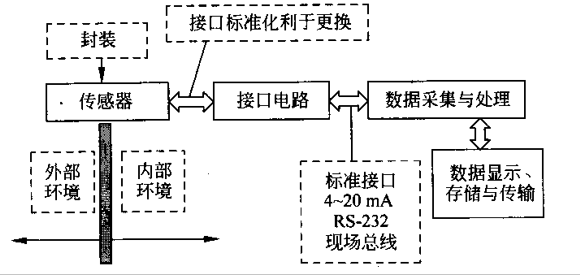 封装
接口标准化利于更换
传感器
接口电路
数据采集与处理
外部
环境
内部
环境
标准接口
4~20 mA
RS-232
现场总线
数据显示、
存储与传输